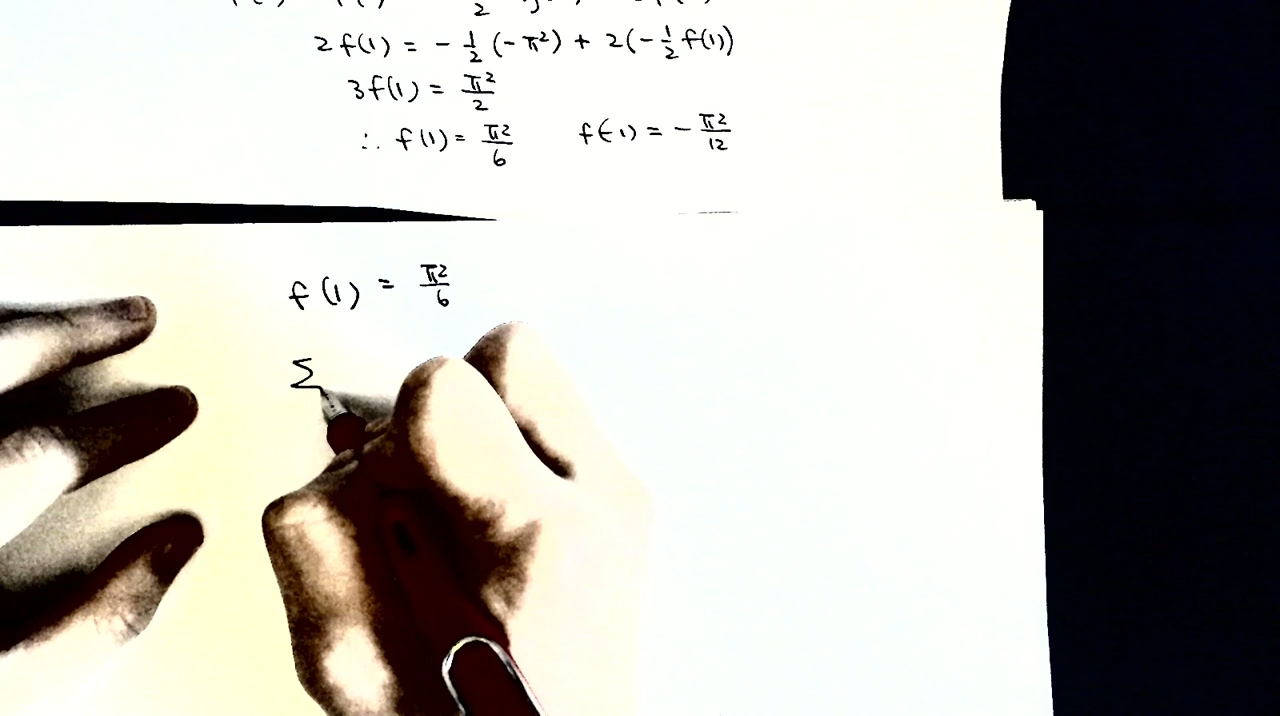 2f(1) = - 1/2 (-π²) + 2(- 1/2 f(1))
3f(1) = π²/2
∴ f(1) = π²/6 f(-1) = - π²/12
f(1) = π²/6
Σ